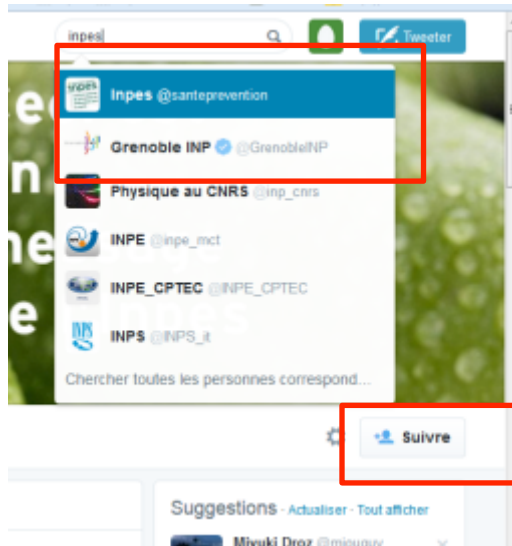 inpes
Tweeter
Inpes @santeprevention
Grenoble INP @GrenobleINP
Physique au CNRS @inp_cnrs
INPE @inpe_mct
INPE_CPTEC @INPE_CPTEC
INPS @INPS_it
Chercher toutes les personnes correspond...
Suivre
Suggestions · Actualiser · Tout afficher
Miyuki Droz